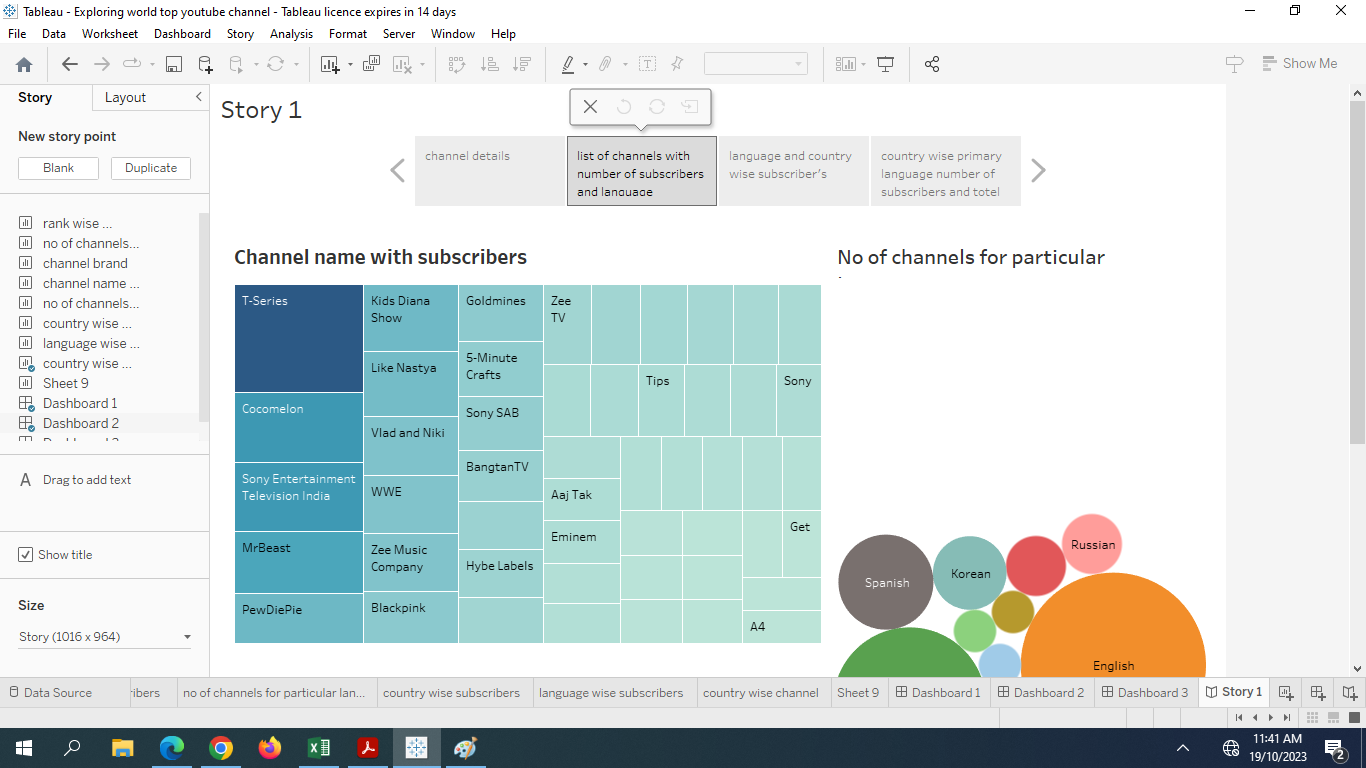 Tableau - Exploring world top youtube channel - Tableau licence expires in 14 days
File Data Worksheet Dashboard Story Analysis Format Server Window Help
Show Me
Story Layout
New story point
Blank Duplicate
rank wise ...
no of channels...
channel brand
channel name ...
no of channels...
country wise ...
language wise ...
country wise ...
Sheet 9
Dashboard 1
Dashboard 2
A Drag to add text
Show title
Size
Story (1016 x 964)
Story 1
channel details
list of channels with
number of subscribers
and language
language and country
wise subscriber's
country wise primary
language number of
subscribers and totel
Channel name with subscribers
T-Series
Cocomelon
Sony Entertainment
Television India
MrBeast
PewDiePie
Kids Diana
Show
Like Nastya
Vlad and Niki
WWE
Zee Music
Company
Blackpink
Goldmines
5-Minute
Crafts
Sony SAB
BangtanTV
Hybe Labels
Zee
TV
Tips
Sony
Aaj Tak
Eminem
Get
A4
No of channels for particular
Spanish
Korean
Russian
English
Data Source
ribers
no of channels for particular lan...
country wise subscribers
language wise subscribers
country wise channel
Sheet 9
Dashboard 1
Dashboard 2
Dashboard 3
Story 1
11:41 AM
19/10/2023
2